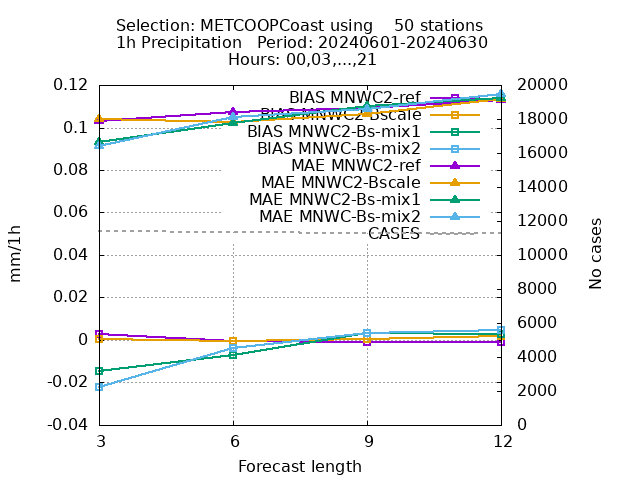 Selection: METCOOPCoast using 50 stations
1h Precipitation Period: 20240601-20240630
Hours: 00,03,...,21
0.12
0.1
0.08
0.06
0.04
0.02
0
-0.02
-0.04
mm/1h
BIAS MNWC2-ref
BIAS MNWC2-Bscale
BIAS MNWC2-Bs-mix1
BIAS MNWC-Bs-mix2
MAE MNWC2-ref
MAE MNWC2-Bscale
MAE MNWC2-Bs-mix1
MAE MNWC-Bs-mix2
CASES
20000
18000
16000
14000
12000
10000
8000
6000
4000
2000
0
No cases
3 6 9 12
Forecast length